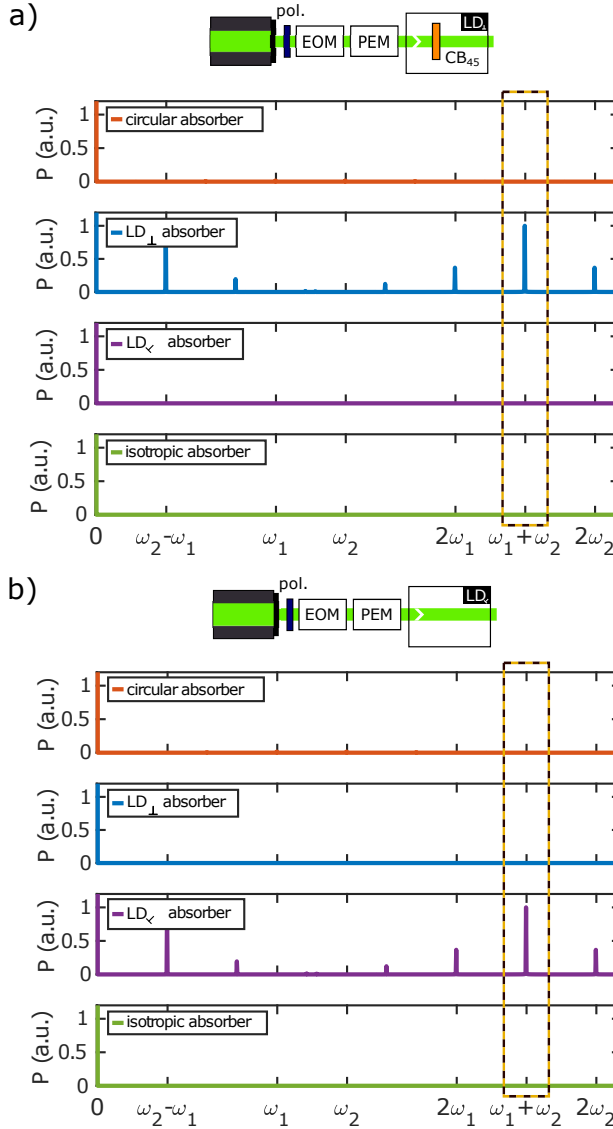 a)
pol.
EOM
PEM
LD⊥
CB₄₅
P (a.u.)
1
0.5
0
circular absorber
P (a.u.)
1
0.5
0
LD⊥ absorber
P (a.u.)
1
0.5
0
LD absorber
P (a.u.)
1
0.5
0
isotropic absorber
0 ω₂-ω₁ ω₁ ω₂ 2ω₁ ω₁+ω₂ 2ω₂
b)
pol.
EOM
PEM
LD
P (a.u.)
1
0.5
0
circular absorber
P (a.u.)
1
0.5
0
LD⊥ absorber
P (a.u.)
1
0.5
0
LD absorber
P (a.u.)
1
0.5
0
isotropic absorber
0 ω₂-ω₁ ω₁ ω₂ 2ω₁ ω₁+ω₂ 2ω₂